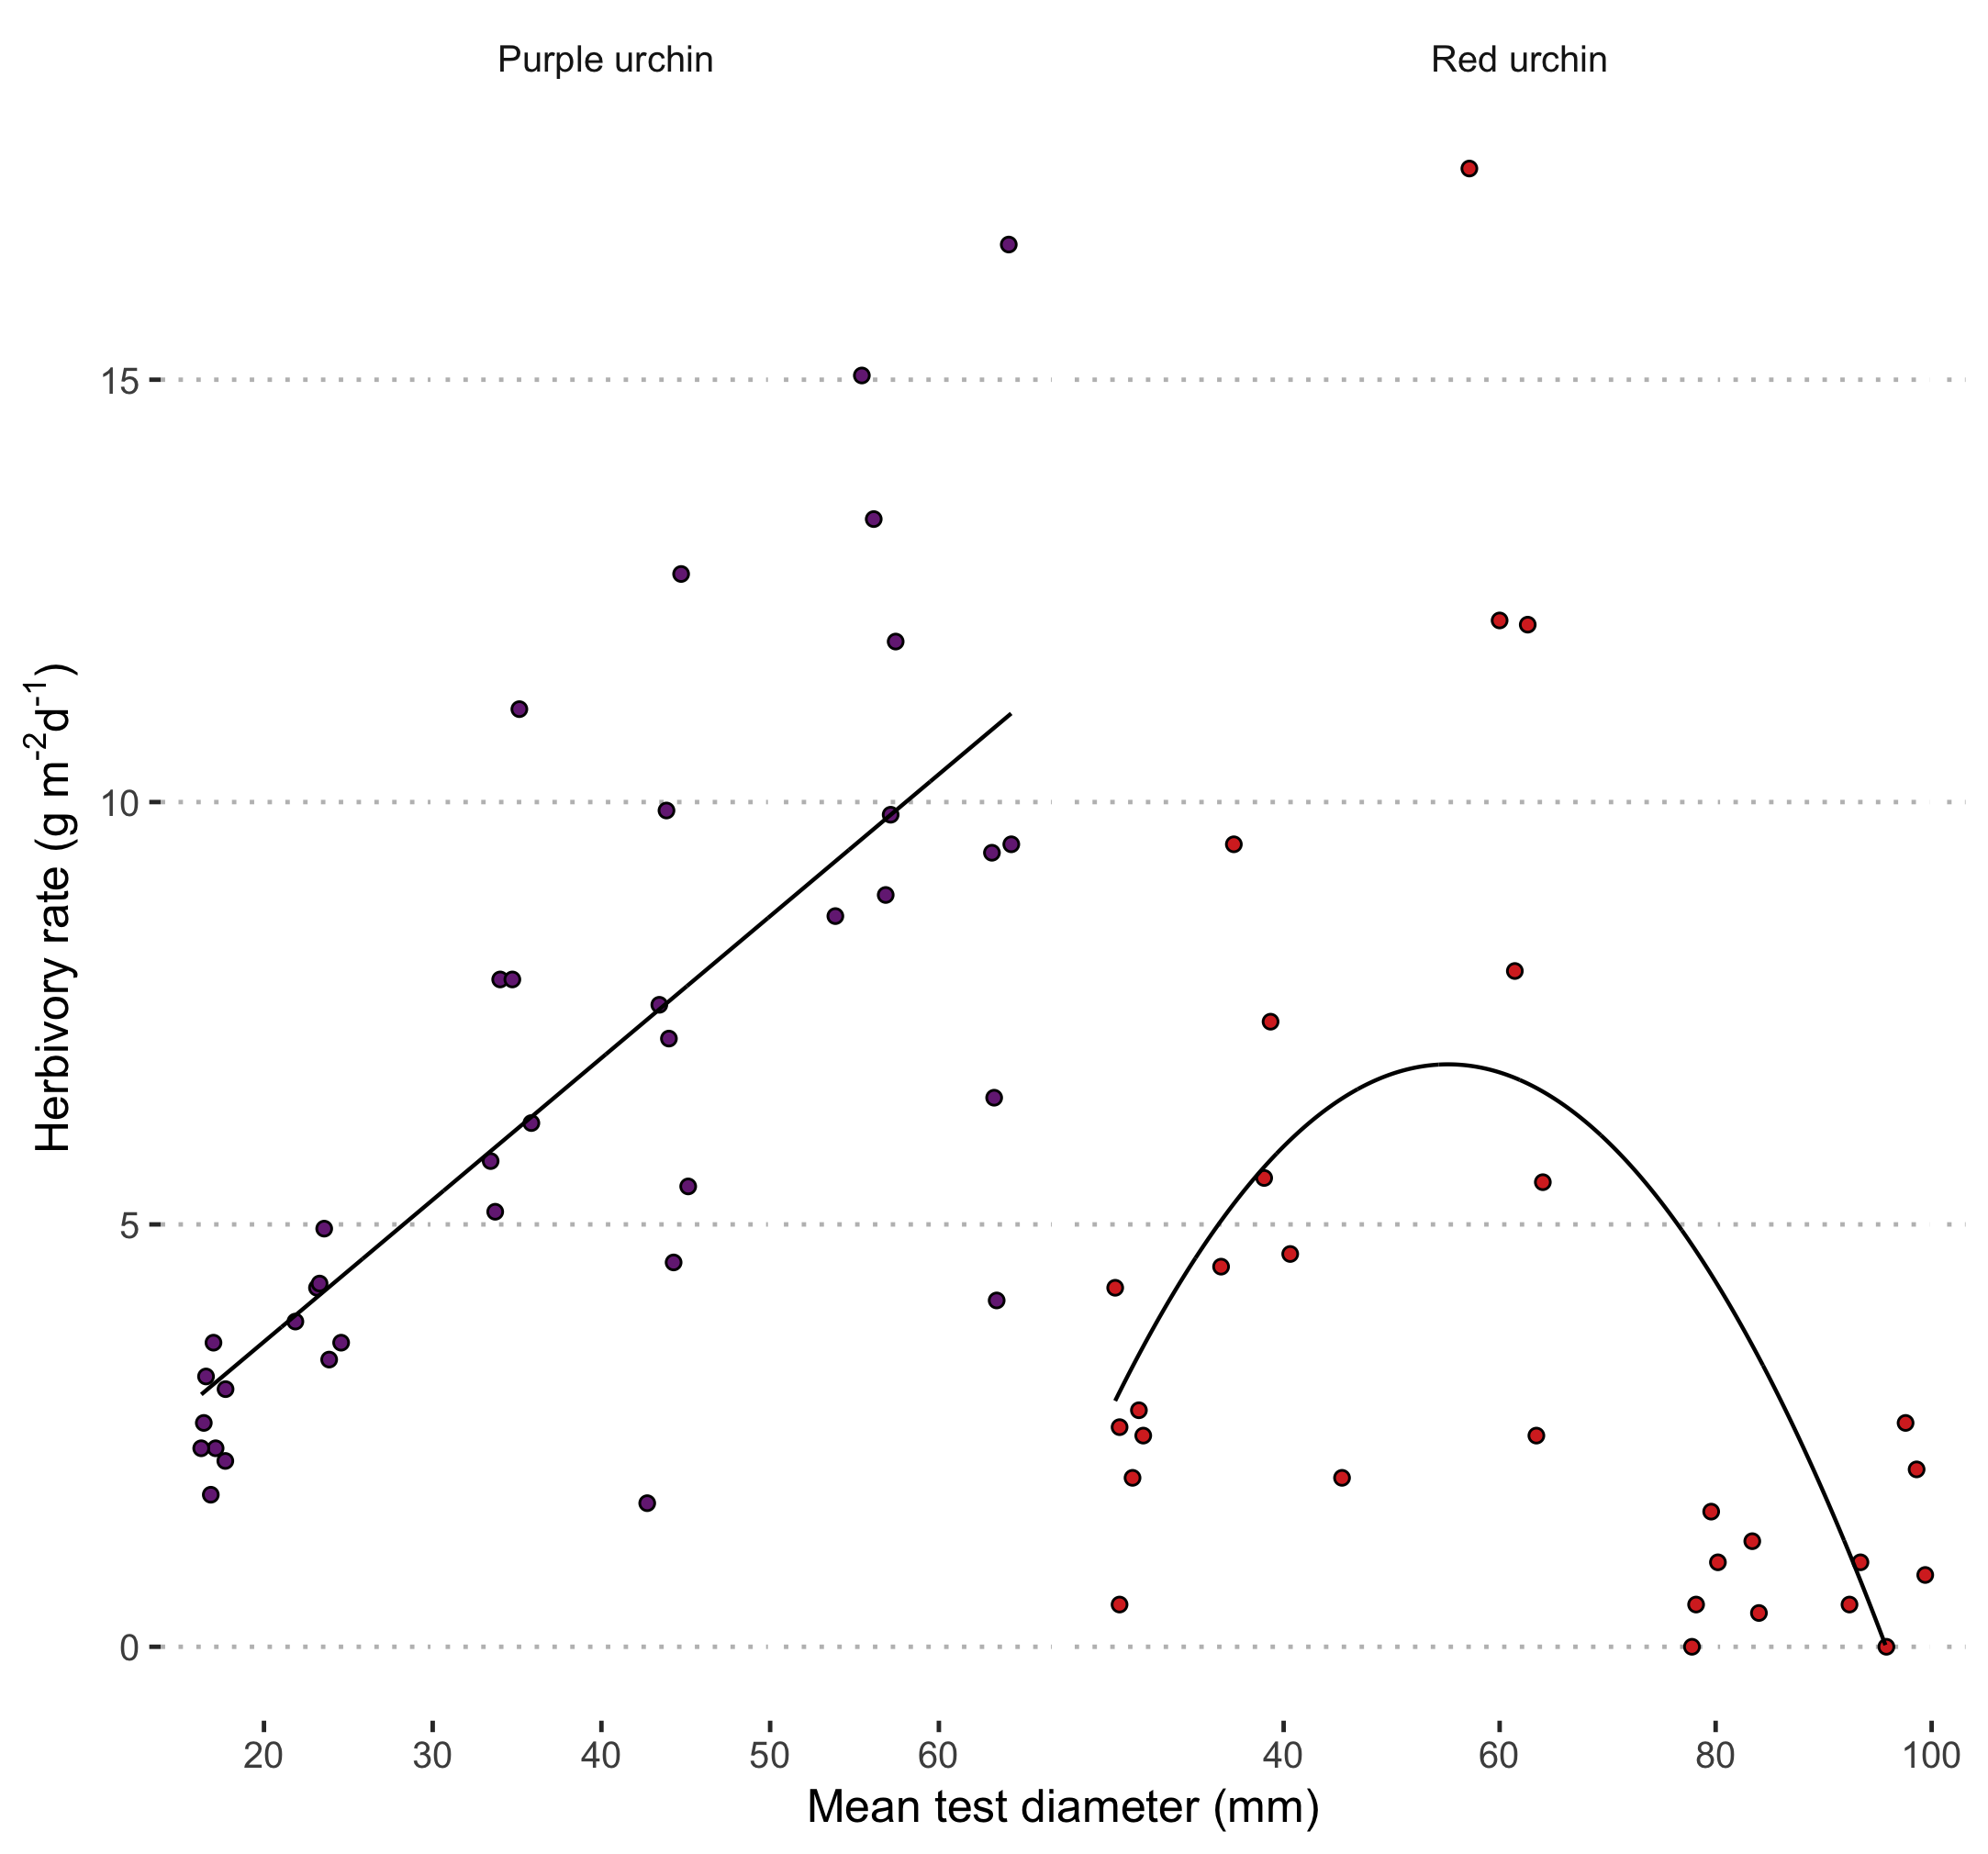 Purple urchin
Red urchin
15
10
5
0
Herbivory rate (g m⁻²d⁻¹)
20 30 40 50 60
40 60 80 100
Mean test diameter (mm)